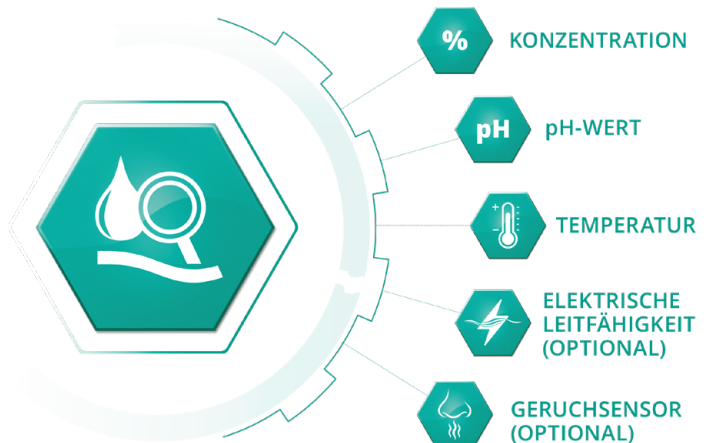 %
KONZENTRATION
pH
pH-WERT
TEMPERATUR
ELEKTRISCHE
LEITFÄHIGKEIT
(OPTIONAL)
GERUCHSENSOR
(OPTIONAL)